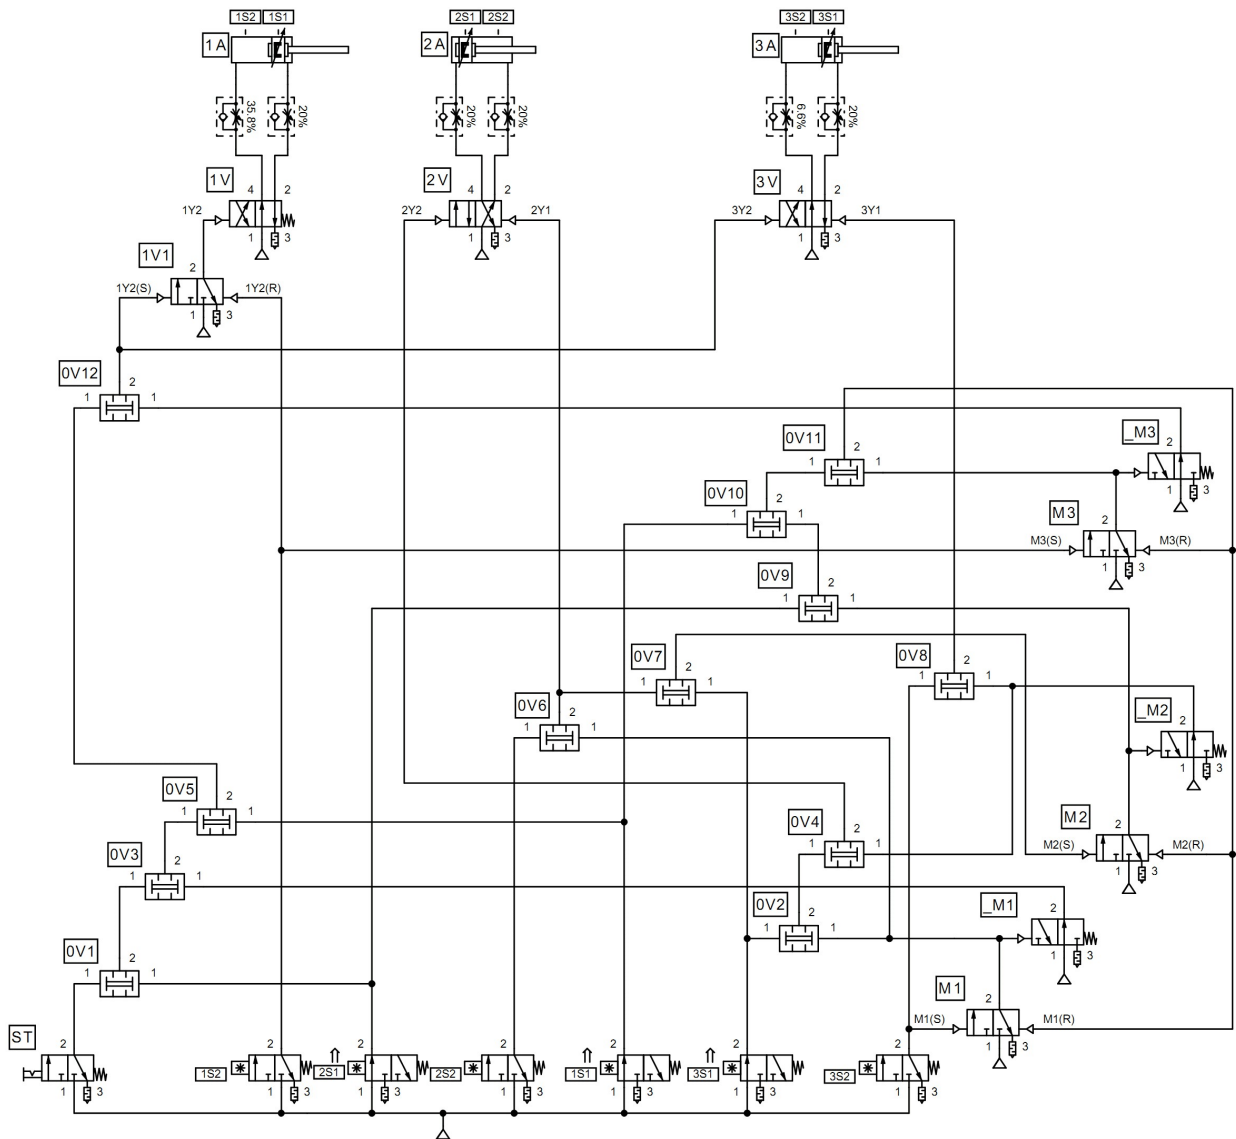 1S2 1S1 2S1 2S2 3S2 3S1
1A 2A 3A
35.8% 20% 20% 20% 6.6% 20%
1V 2V 3V
4 2 4 2 4 2
1Y2 2Y2 2Y1 3Y2 3Y1
1 3 1 3 1 3
1V1
2
1Y2(S) 1Y2(R)
1 3
0V12
2
1 1
0V11 _M3
2 2
1 1
0V10 1 3
2 M3
1 1 2
M3(S) M3(R)
0V9 1 3
2
1 1
0V7 0V8
2 2
1 1 1 1
0V6 _M2
2 2
1 1
1 3
0V5 M2
2 0V4 2
1 1 2
M2(S) M2(R)
0V3 1 1
2 1 3
1 1
0V2 _M1
2 2
1 1
0V1 1 3
2 M1
1 1 2
M1(S) M1(R)
ST 1 3
2 2 2 2 2 2 2
1S2 2S1 2S2 1S1 3S1 3S2
1 3 1 3 1 3 1 3 1 3 1 3 1 3